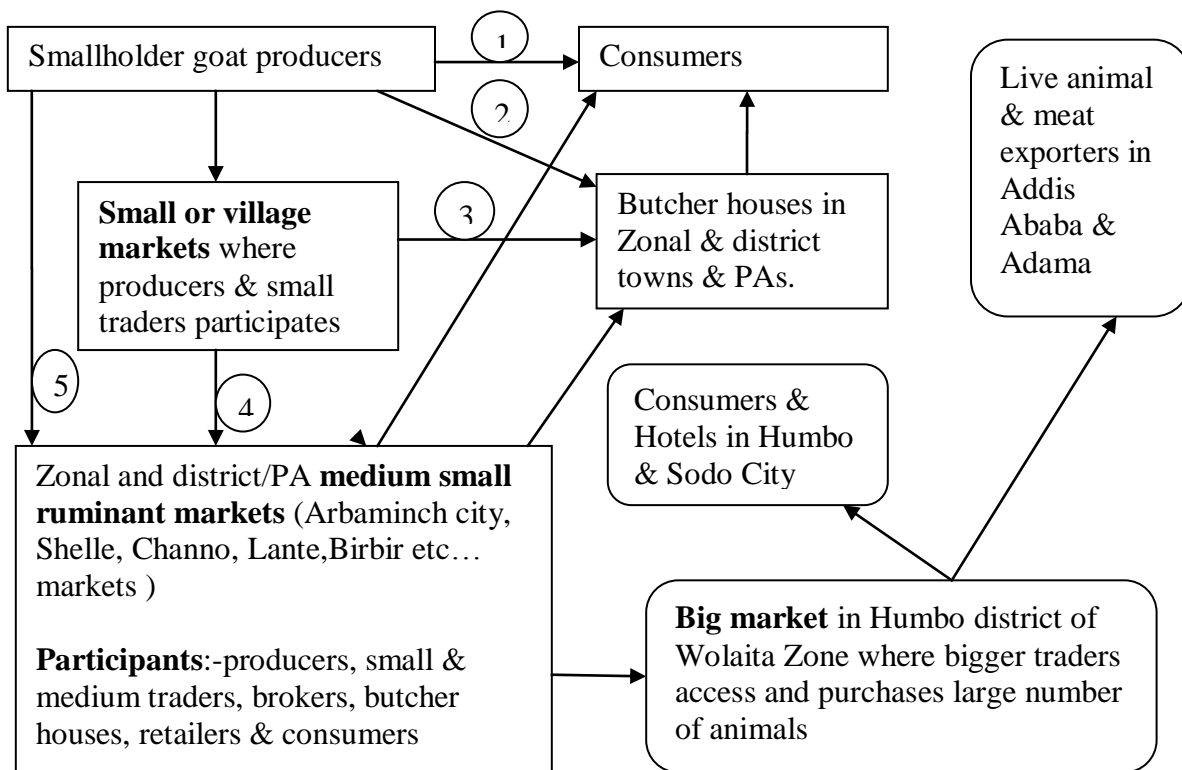 Smallholder goat producers
1
Consumers
2
Live animal
& meat
exporters in
Addis
Ababa &
Adama
Small or village
markets where
producers & small
traders participates
3
Butcher houses in
Zonal & district
towns & PAs.
5
4
Consumers &
Hotels in Humbo
& Sodo City
Zonal and district/PA medium small
ruminant markets (Arbaminch city,
Shelle, Channo, Lante,Birbir etc…
markets )
Participants:-producers, small &
medium traders, brokers, butcher
houses, retailers & consumers
Big market in Humbo district of
Wolaita Zone where bigger traders
access and purchases large number
of animals